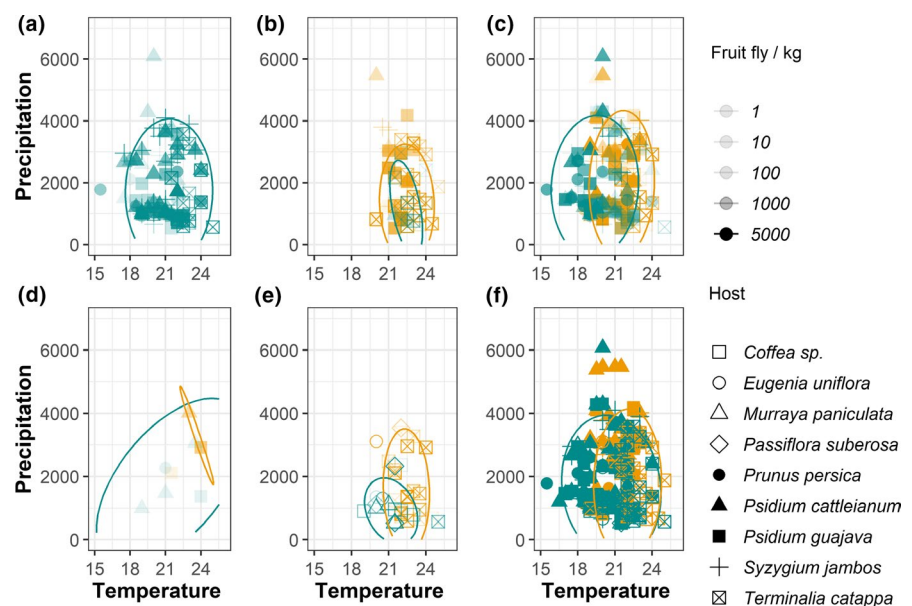 (a) (b) (c)
Fruit fly / kg
Precipitation
6000
4000
2000
0
15 18 21 24
6000
4000
2000
0
15 18 21 24
6000
4000
2000
0
15 18 21 24
1
10
100
1000
5000
(d) (e) (f)
Host
Precipitation
6000
4000
2000
0
15 18 21 24
Temperature
6000
4000
2000
0
15 18 21 24
Temperature
6000
4000
2000
0
15 18 21 24
Temperature
Coffea sp.
Eugenia uniflora
Murraya paniculata
Passiflora suberosa
Prunus persica
Psidium cattleianum
Psidium guajava
Syzygium jambos
Terminalia catappa